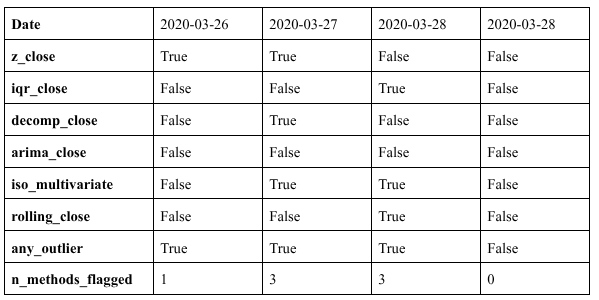 Date 2020-03-26 2020-03-27 2020-03-28 2020-03-28
z_close True True False False
iqr_close False False True False
decomp_close False True False False
arima_close False False False False
iso_multivariate False True True False
rolling_close False False True False
any_outlier True True True False
n_methods_flagged 1 3 3 0